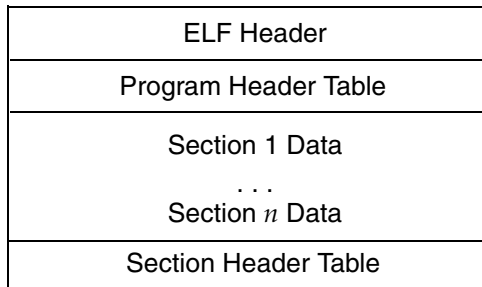 ELF Header
Program Header Table
Section 1 Data
. . .
Section n Data
Section Header Table